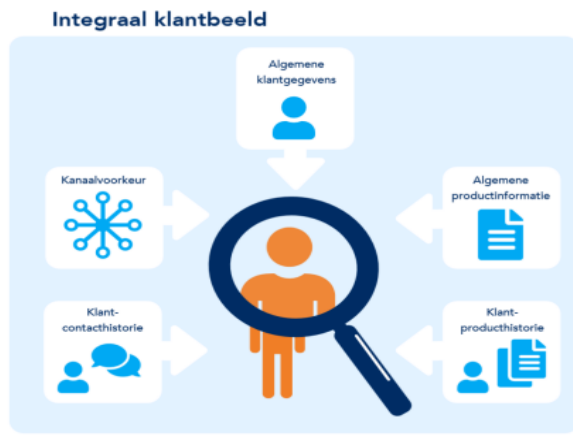 Integraal klantbeeld
Algemene
klantgegevens
Kanaalvoorkeur
Algemene
productinformatie
Klant-
contacthistorie
Klant-
producthistorie